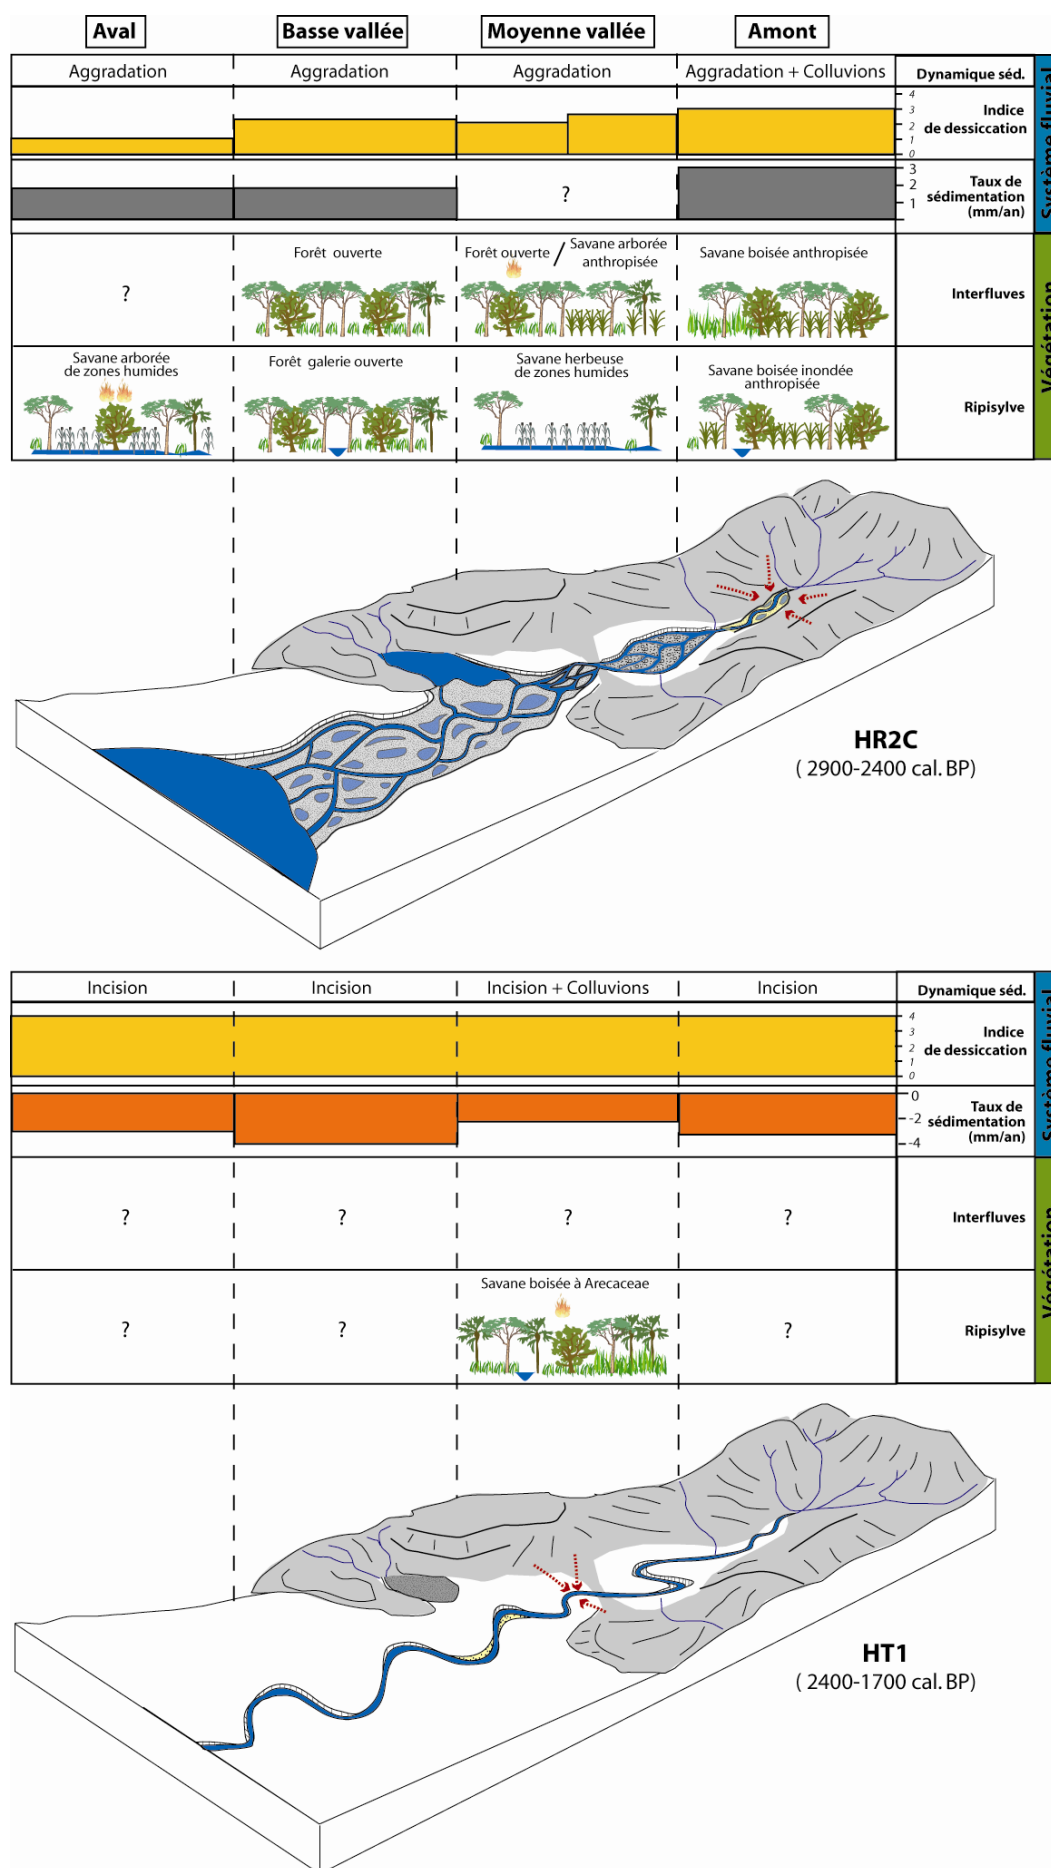 Aval
Basse vallée
Moyenne vallée
Amont
Aggradation
Aggradation
Aggradation
Aggradation + Colluvions
Dynamique séd.
4
3
2
1
0
Indice
de dessiccation
?
3
2
1
Taux de
sédimentation
(mm/an)
Système fluvial
?
Forêt ouverte
Forêt ouverte / Savane arborée
anthropisée
Savane boisée anthropisée
Interfluves
Savane arborée
de zones humides
Forêt galerie ouverte
Savane herbeuse
de zones humides
Savane boisée inondée
anthropisée
Ripisylve
Végétation
HR2C
( 2900-2400 cal. BP)
Incision
Incision
Incision + Colluvions
Incision
Dynamique séd.
4
3
2
1
0
Indice
de dessiccation
0
-2
-4
Taux de
sédimentation
(mm/an)
Système fluvial
?
?
?
?
Interfluves
?
?
Savane boisée à Arecaceae
?
Ripisylve
Végétation
HT1
( 2400-1700 cal. BP)